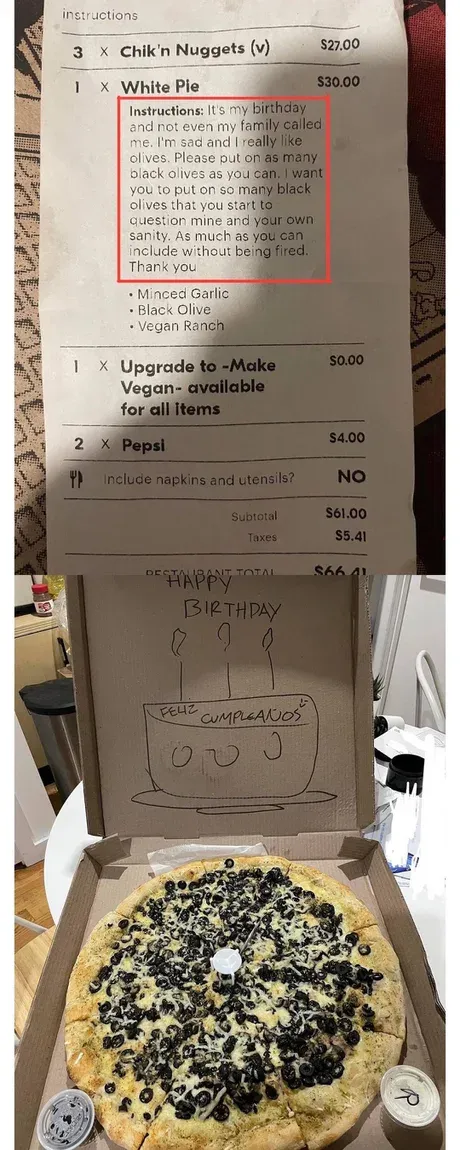 instructions
3 X Chik'n Nuggets (v) $27.00
1 X White Pie $30.00
Instructions: It's my birthday
and not even my family called
me. I'm sad and I really like
olives. Please put on as many
black olives as you can. I want
you to put on so many black
olives that you start to
question mine and your own
sanity. As much as you can
include without being fired.
Thank you
• Minced Garlic
• Black Olive
• Vegan Ranch
1 X Upgrade to -Make $0.00
Vegan- available
for all items
2 X Pepsi $4.00
Include napkins and utensils? NO
Subtotal $61.00
Taxes $5.41
RESTAURANT TOTAL $66.41
HAPPY
BIRTHDAY
FELIZ CUMPLEAÑOS
R